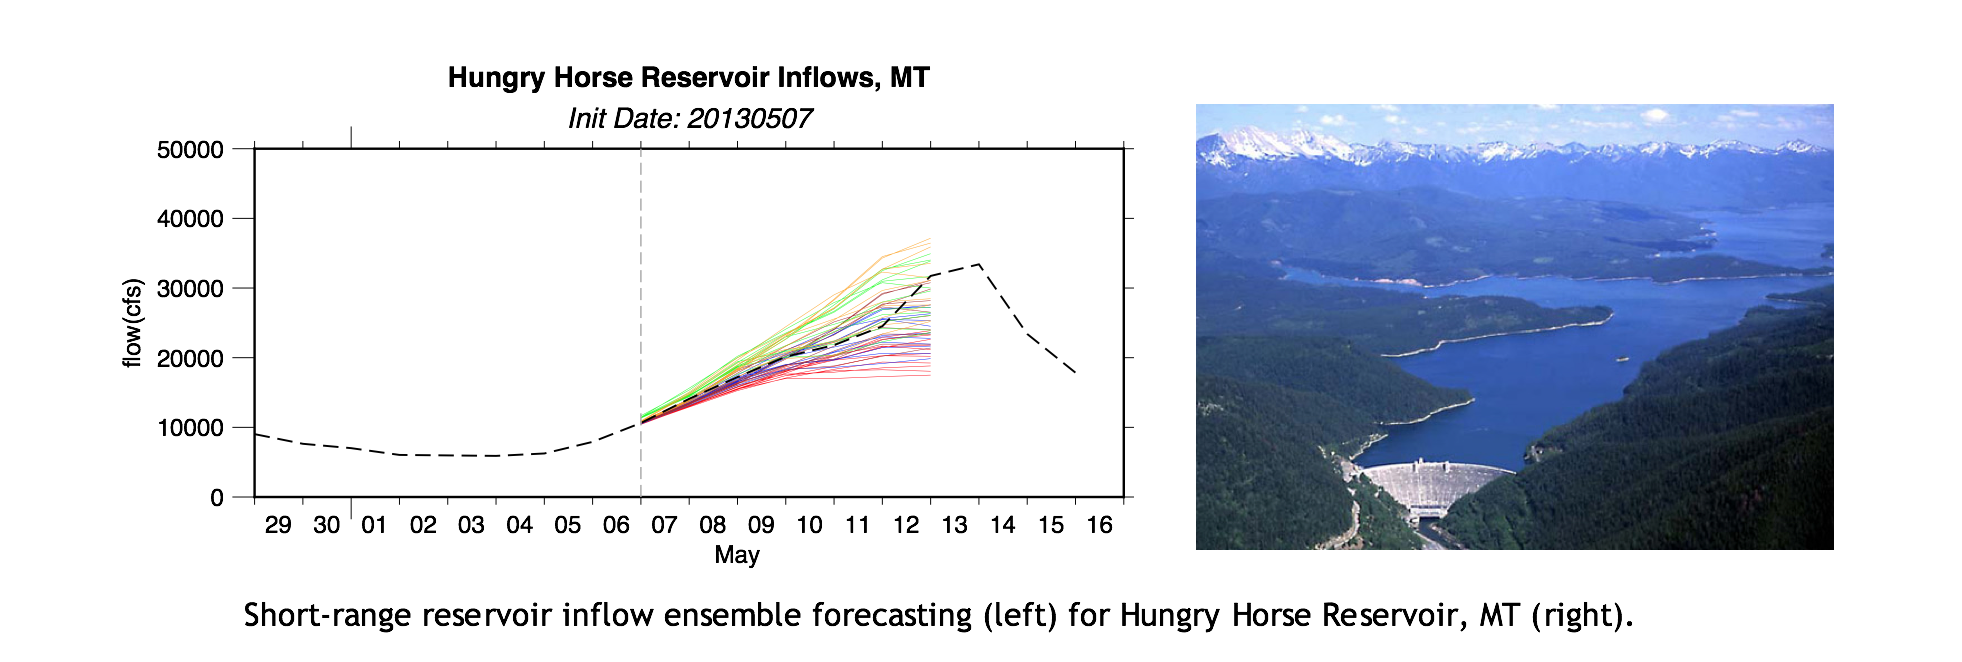 Hungry Horse Reservoir Inflows, MT
Init Date: 20130507
50000
40000
30000
20000
10000
0
flow(cfs)
29 30 01 02 03 04 05 06 07 08 09 10 11 12 13 14 15 16
May
Short-range reservoir inflow ensemble forecasting (left) for Hungry Horse Reservoir, MT (right).